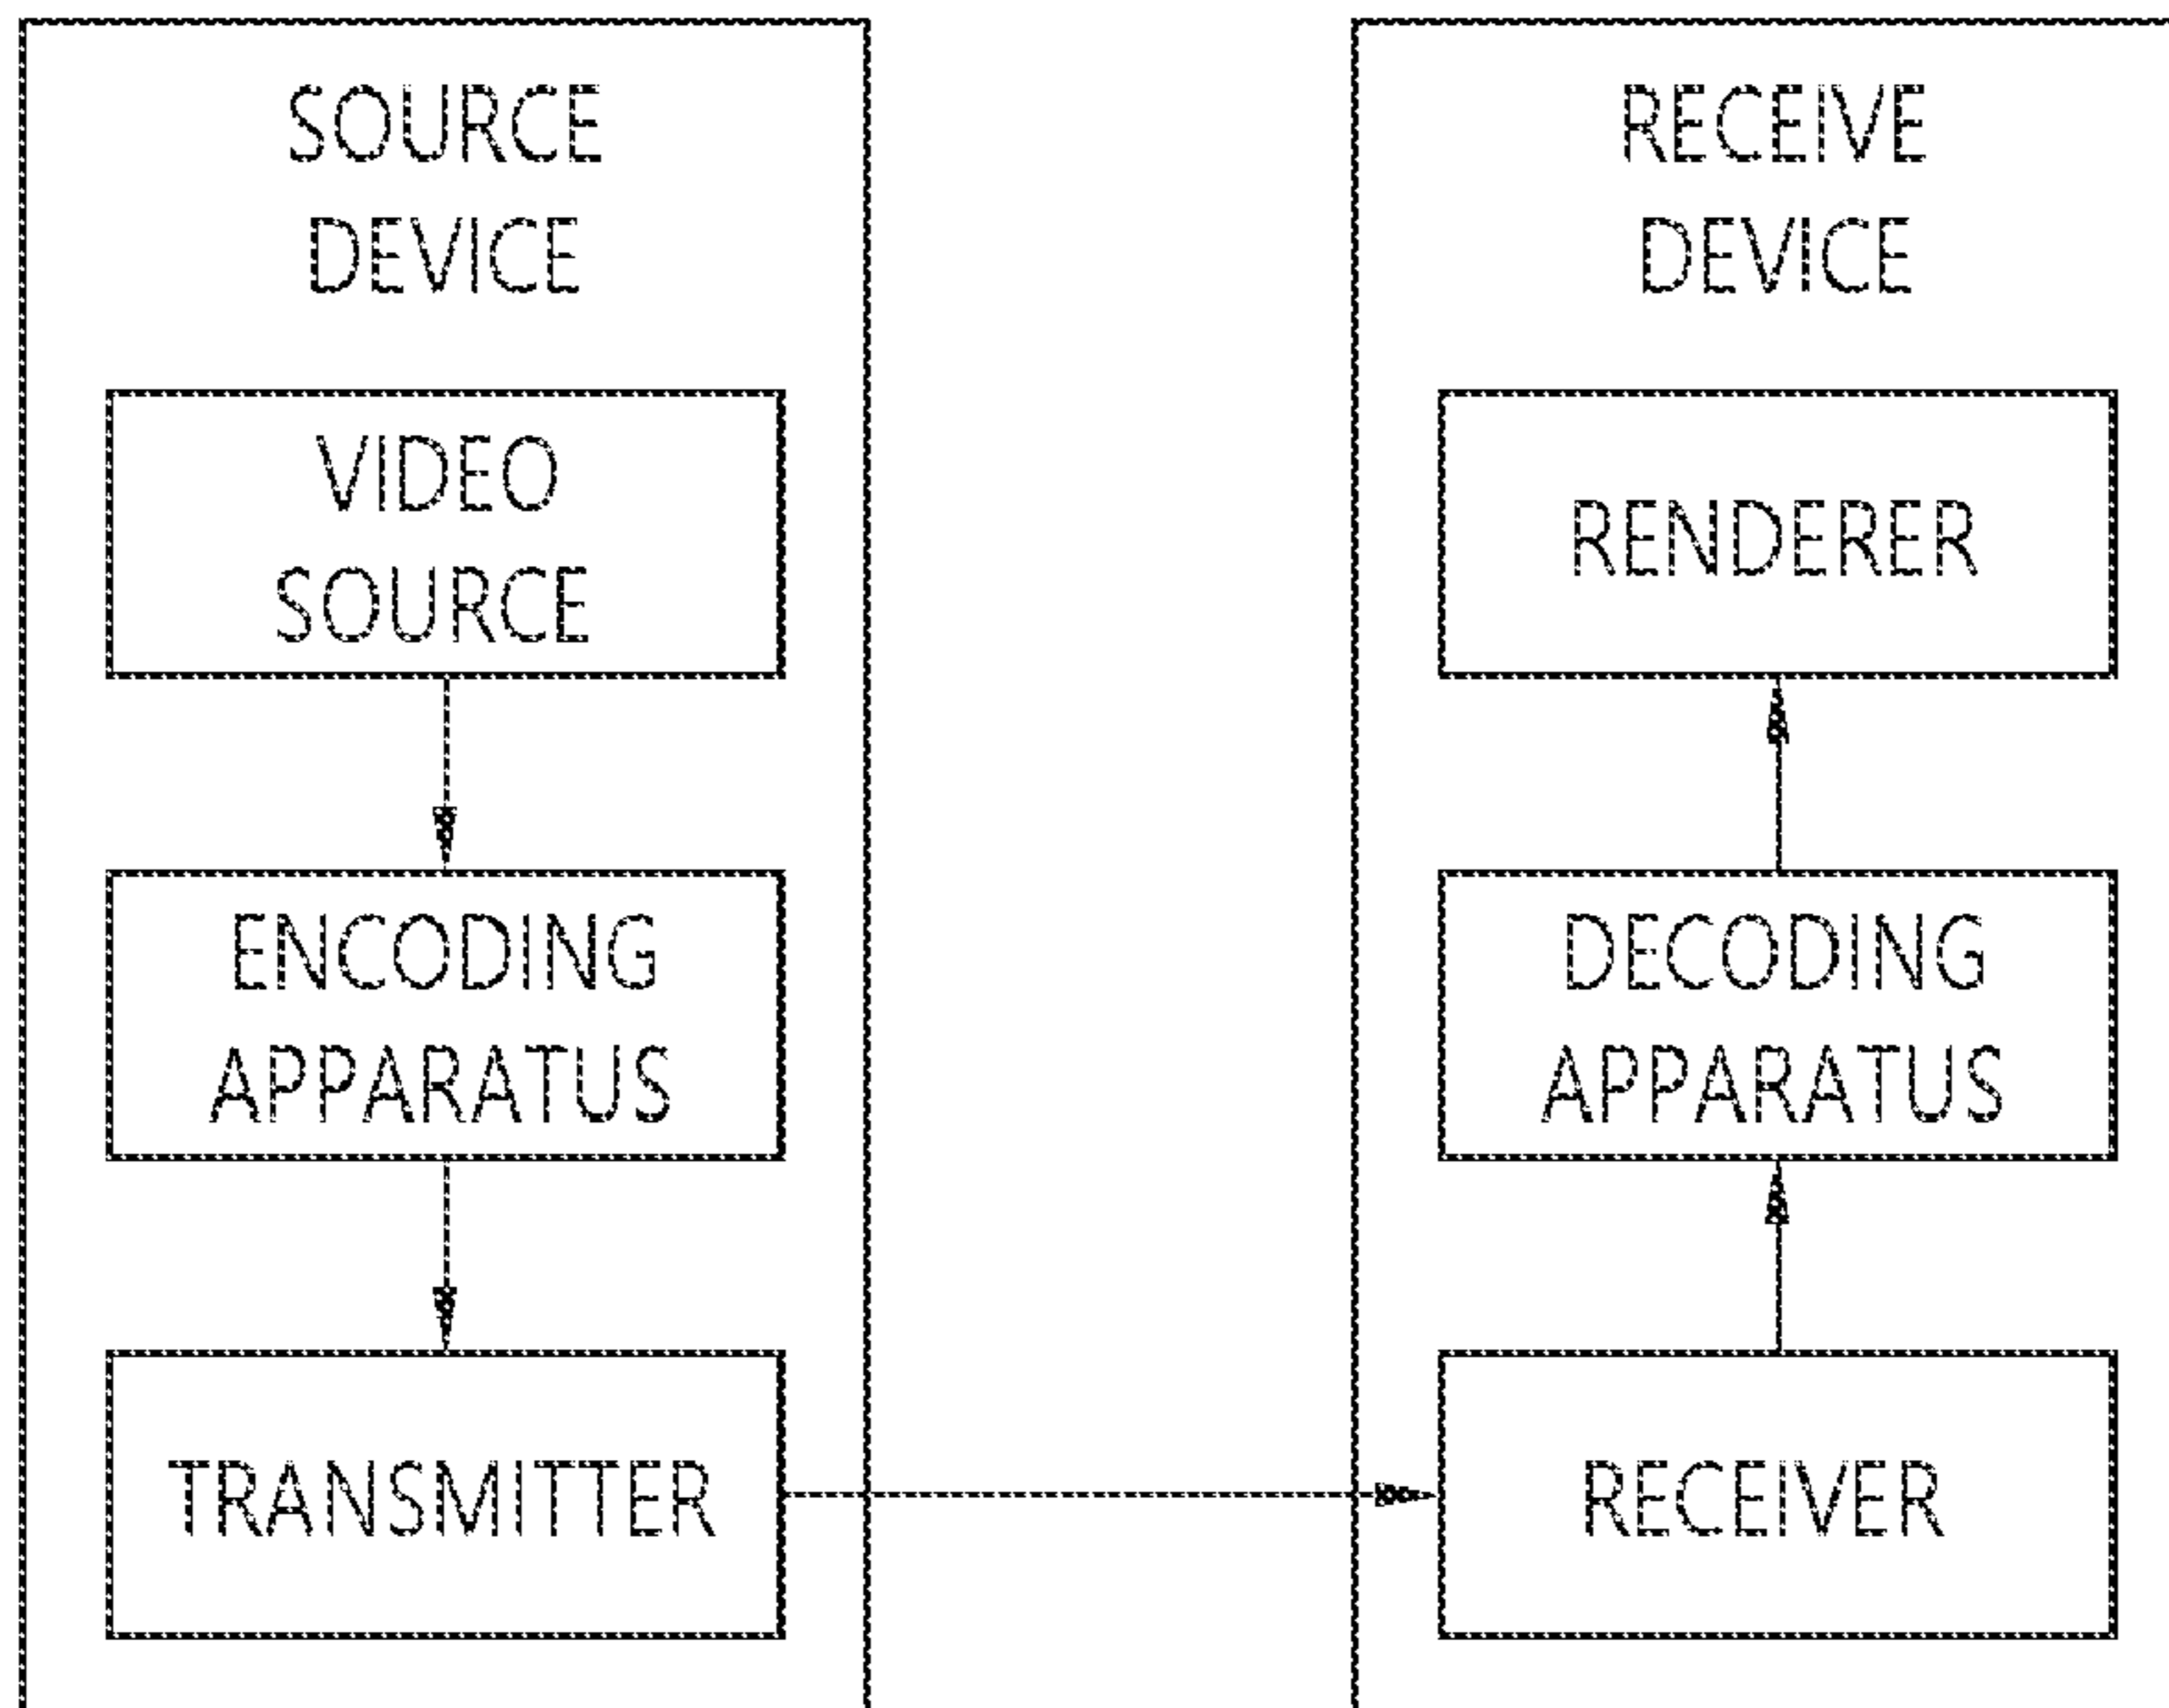 SOURCE
DEVICE
VIDEO
SOURCE
ENCODING
APPARATUS
TRANSMITTER
RECEIVE
DEVICE
RENDERER
DECODING
APPARATUS
RECEIVER